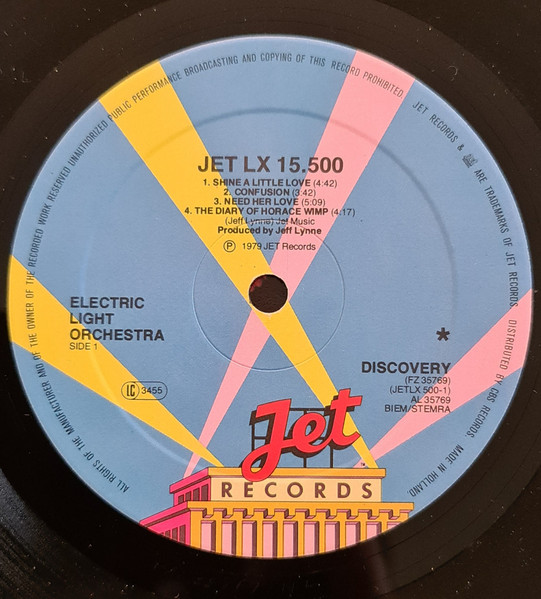 UNAUTHORIZED PUBLIC PERFORMANCE BROADCASTING AND COPYING OF THIS RECORD PROHIBITED
JET RECORDS & ARE TRADEMARKS OF JET RECORDS. DISTRIBUTED BY CBS RECORDS. MADE IN HOLLAND.
ALL RIGHTS OF THE MANUFACTURER AND OF THE OWNER OF THE RECORDED WORK RESERVED
JET LX 15.500
1. SHINE A LITTLE LOVE (4:42)
2. CONFUSION (3:42)
3. NEED HER LOVE (5:09)
4. THE DIARY OF HORACE WIMP (4:17)
(Jeff Lynne) Jet Music
Produced by Jeff Lynne
Ⓟ 1979 JET Records
ELECTRIC
LIGHT
ORCHESTRA
SIDE 1
*
DISCOVERY
(FZ 35769)
(JETLX 500-1)
AL 35769
BIEM/STEMRA
LC 3455
Jet
RECORDS